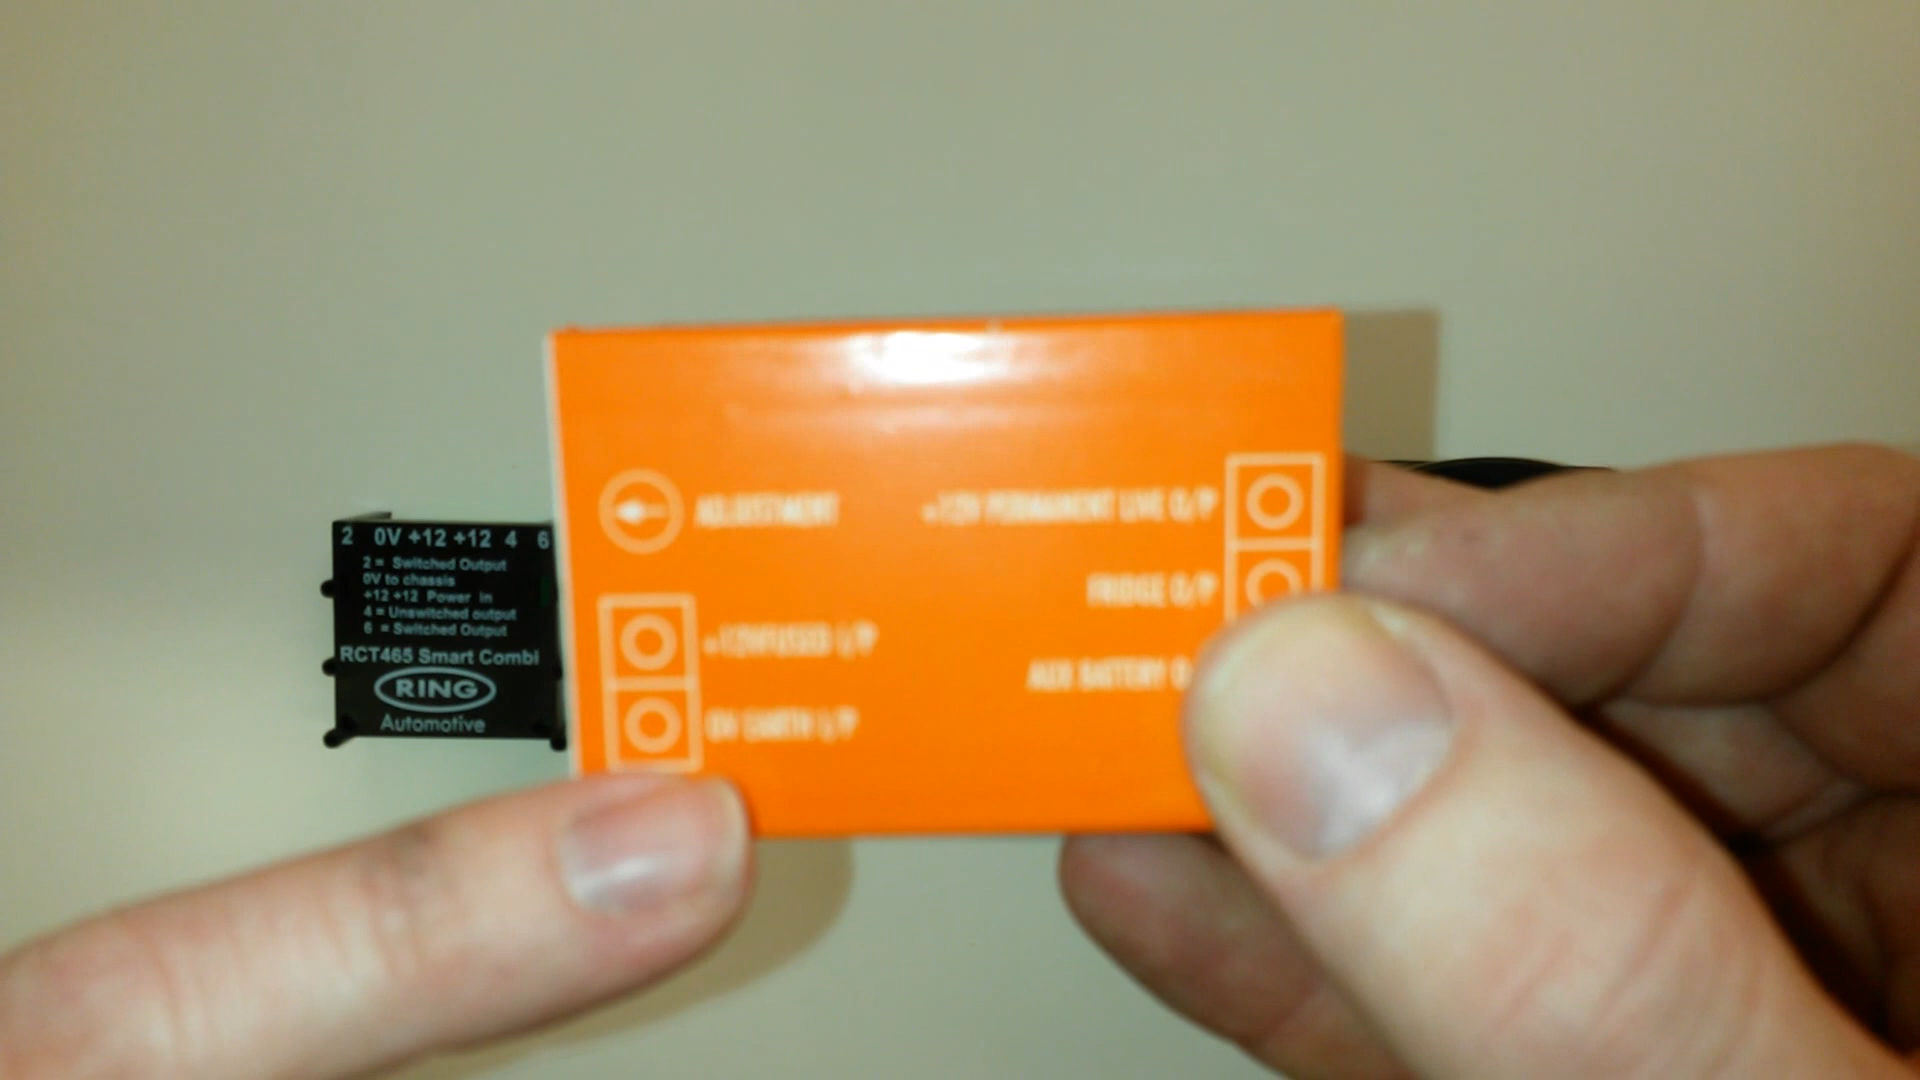 2 0V +12 +12 4 6
2 = Switched Output
0V to chassis
+12 +12 Power in
4 = Unswitched output
6 = Switched Output
RCT465 Smart Combi
RING
Automotive
ADJUSTMENT
+12V FUSED I/P
0V EARTH I/P
+12V PERMANENT LIVE O/P
FRIDGE O/P
AUX BATTERY